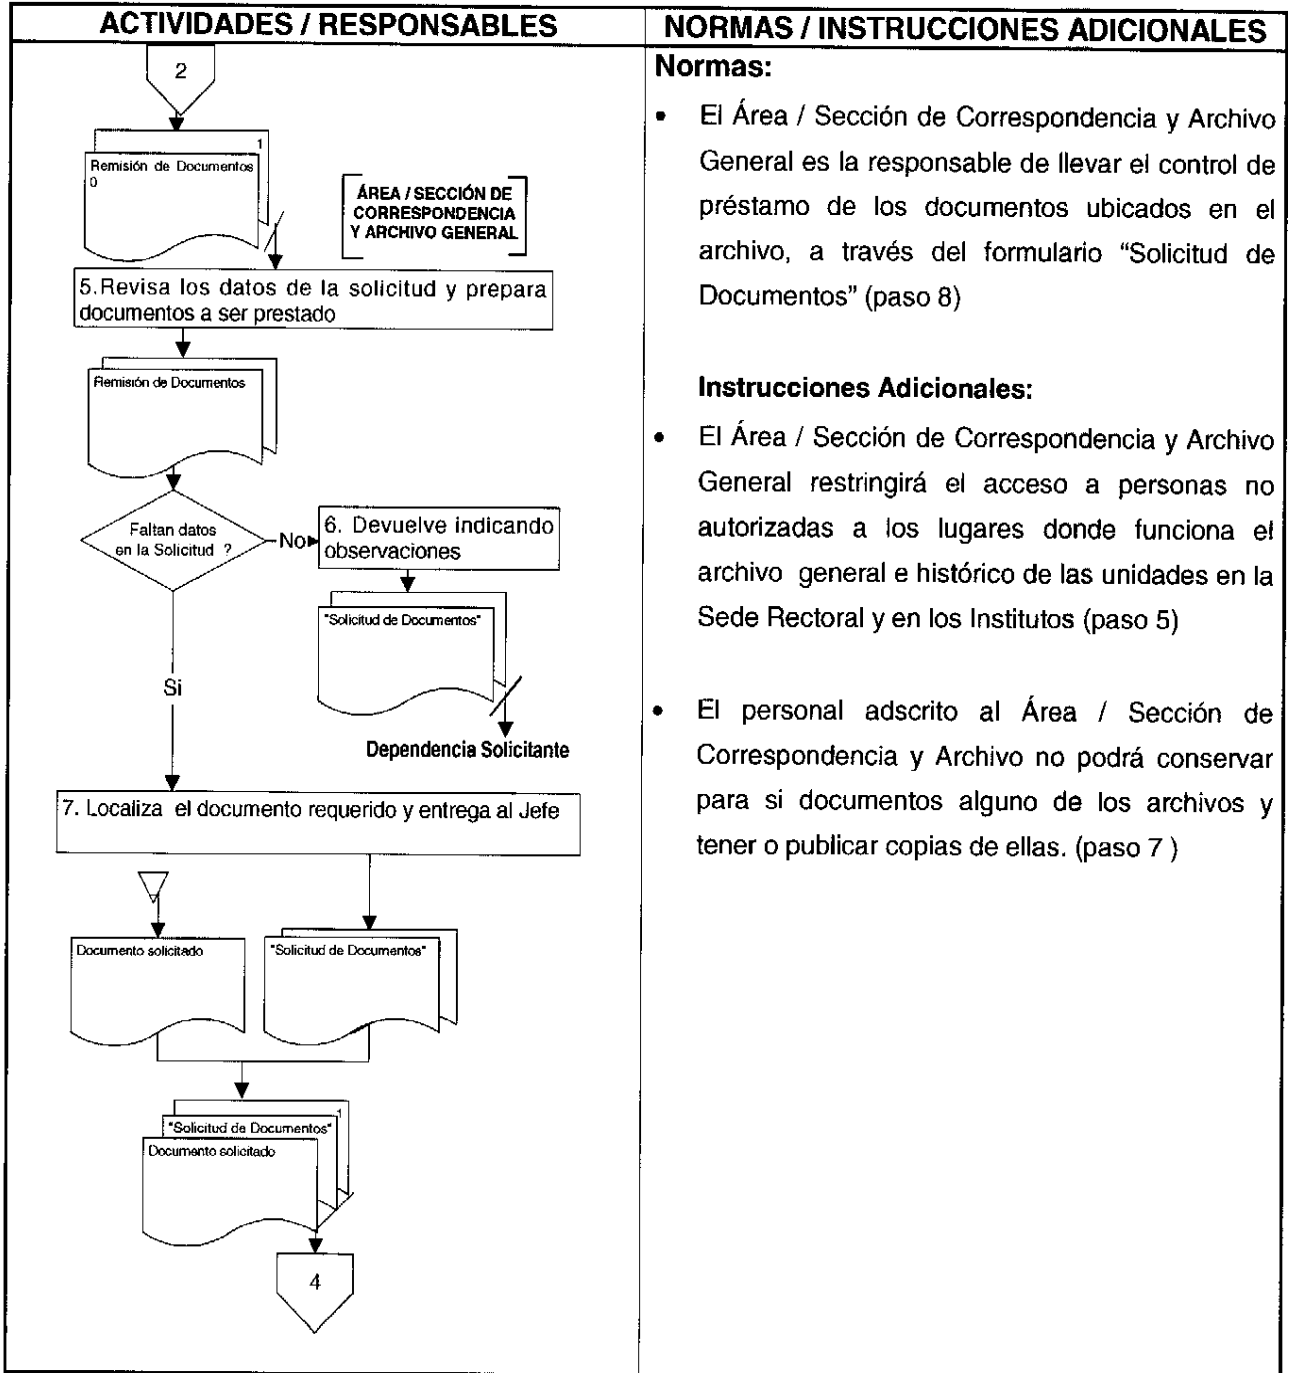 ACTIVIDADES / RESPONSABLES
2
1
Remisión de Documentos
0
ÁREA / SECCIÓN DE
CORRESPONDENCIA
Y ARCHIVO GENERAL
5.Revisa los datos de la solicitud y prepara
documentos a ser prestado
Remisión de Documentos
Faltan datos
en la Solicitud ?
No
6. Devuelve indicando
observaciones
"Solicitud de Documentos"
Dependencia Solicitante
Si
7. Localiza el documento requerido y entrega al Jefe
Documento solicitado
"Solicitud de Documentos"
1
"Solicitud de Documentos"
Documento solicitado
4
NORMAS / INSTRUCCIONES ADICIONALES
Normas:
• El Área / Sección de Correspondencia y Archivo
General es la responsable de llevar el control de
préstamo de los documentos ubicados en el
archivo, a través del formulario “Solicitud de
Documentos” (paso 8)
Instrucciones Adicionales:
• El Área / Sección de Correspondencia y Archivo
General restringirá el acceso a personas no
autorizadas a los lugares donde funciona el
archivo general e histórico de las unidades en la
Sede Rectoral y en los Institutos (paso 5)
• El personal adscrito al Área / Sección de
Correspondencia y Archivo no podrá conservar
para si documentos alguno de los archivos y
tener o publicar copias de ellas. (paso 7 )